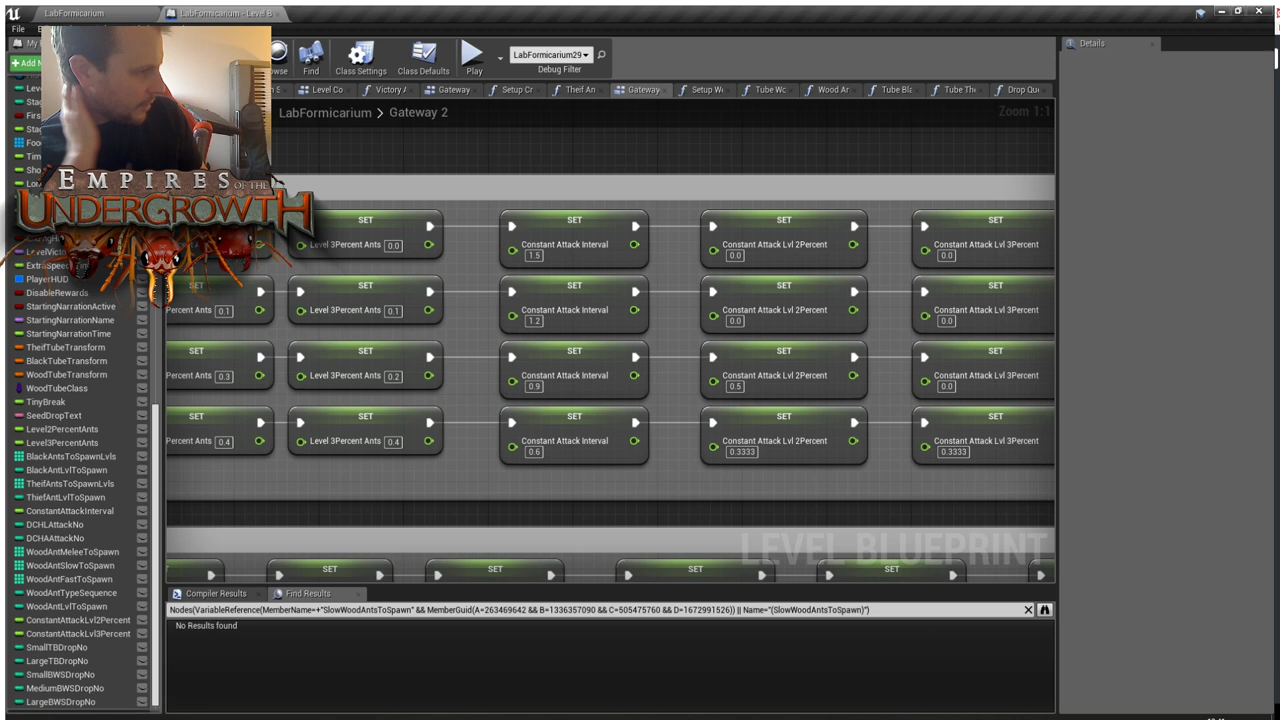 LabFormicarium
LabFormicarium - Level B
File
My
Add N
Find
Class Settings
Class Defaults
Play
LabFormicarium29
Debug Filter
Details
Level Co
Victory A
Gateway
Setup Cr
Theif An
Gateway
Setup Wo
Tube Wo
Wood Ar
Tube Bla
Tube The
Drop Que
LabFormicarium > Gateway 2
Zoom 1:1
EMPIRES OF THE
UNDERGROWTH
PlayerHUD
DisableRewards
StartingNarrationActive
StartingNarrationName
StartingNarrationTime
TheifTubeTransform
BlackTubeTransform
WoodTubeTransform
WoodTubeClass
TinyBreak
SeedDropText
Level2PercentAnts
Level3PercentAnts
BlackAntsToSpawnLvls
BlackAntLvlToSpawn
TheifAntsToSpawnLvls
ThiefAntLvlToSpawn
ConstantAttackInterval
DCHLAttackNo
DCHAAttackNo
WoodAntMeleeToSpawn
WoodAntSlowToSpawn
WoodAntFastToSpawn
WoodAntTypeSequence
WoodAntLvlToSpawn
ConstantAttackLvl2Percent
ConstantAttackLvl3Percent
SmallTBDropNo
LargeTBDropNo
SmallBWSDropNo
MediumBWSDropNo
LargeBWSDropNo
SET SET SET SET
Level 3Percent Ants 0.0 Constant Attack Interval Constant Attack Lvl 2Percent Constant Attack Lvl 3Percent
1.5 0.0 0.0
SET SET SET SET SET
Percent Ants 0.1 Level 3Percent Ants 0.1 Constant Attack Interval Constant Attack Lvl 2Percent Constant Attack Lvl 3Percent
1.2 0.0 0.0
SET SET SET SET SET
Percent Ants 0.3 Level 3Percent Ants 0.2 Constant Attack Interval Constant Attack Lvl 2Percent Constant Attack Lvl 3Percent
0.9 0.5 0.0
SET SET SET SET SET
Percent Ants 0.4 Level 3Percent Ants 0.4 Constant Attack Interval Constant Attack Lvl 2Percent Constant Attack Lvl 3Percent
0.6 0.3333 0.3333
LEVEL BLUEPRINT
SET SET SET SET
Compiler Results
Find Results
Nodes(VariableReference(MemberName=+"SlowWoodAntsToSpawn" && MemberGuid(A=263469642 && B=1336357090 && C=505475760 && D=1672991526)) || Name="(SlowWoodAntsToSpawn)")
No Results found